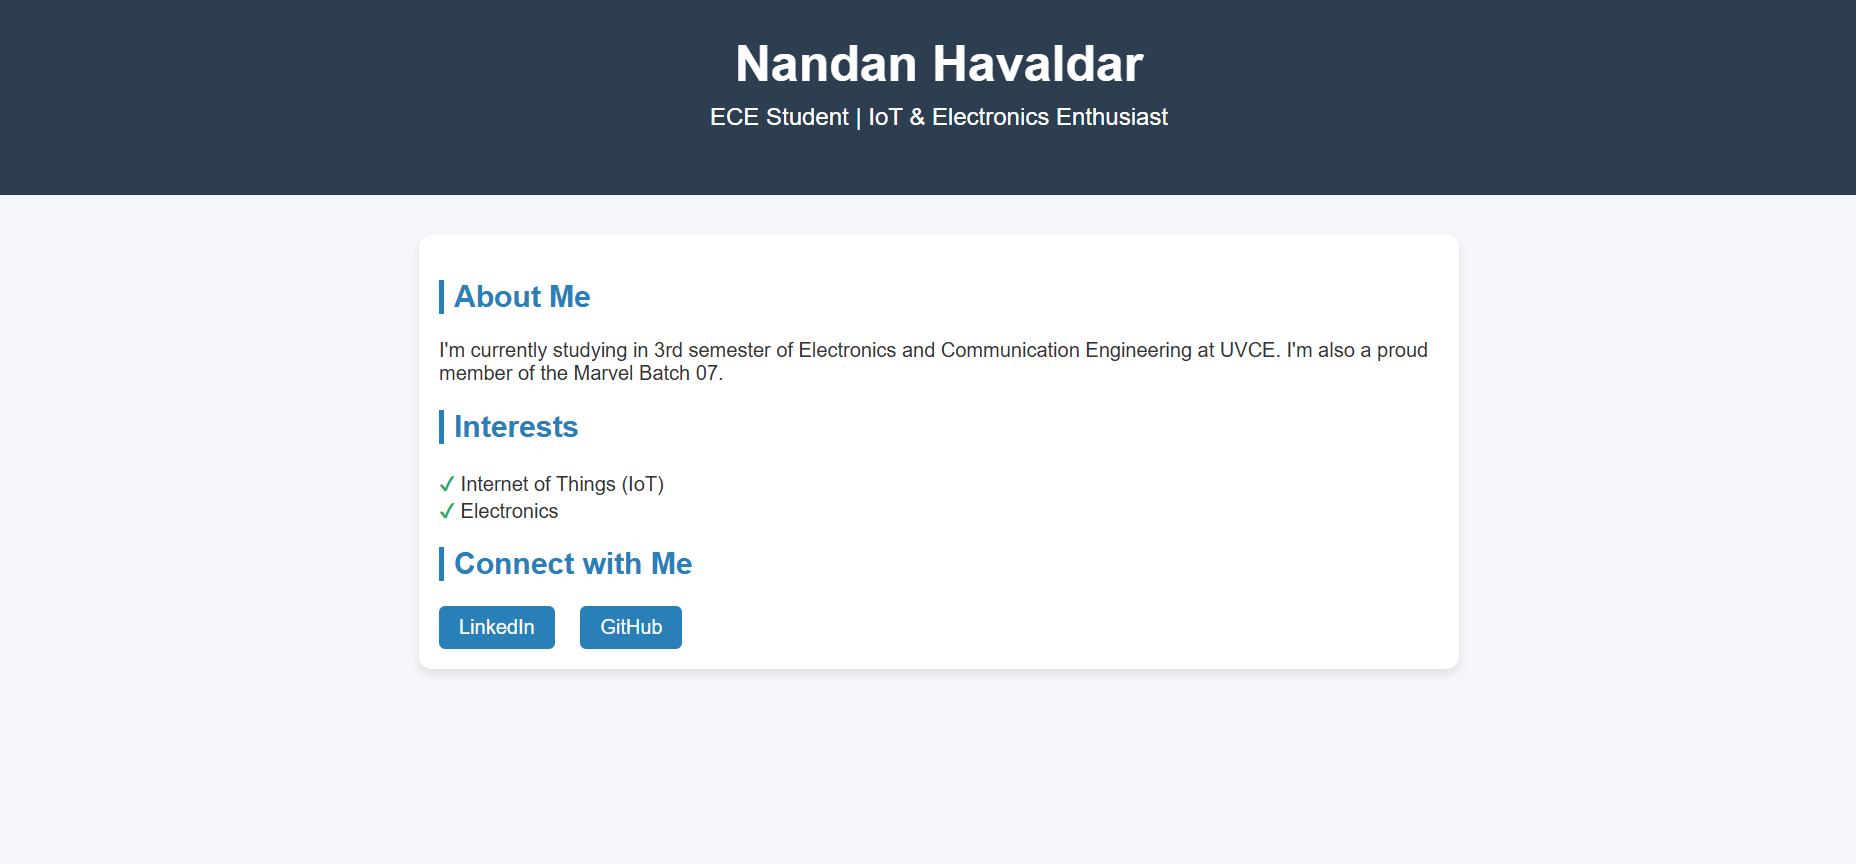 Nandan Havaldar
ECE Student | IoT & Electronics Enthusiast
About Me
I'm currently studying in 3rd semester of Electronics and Communication Engineering at UVCE. I'm also a proud
member of the Marvel Batch 07.
Interests
✓ Internet of Things (IoT)
✓ Electronics
Connect with Me
LinkedIn GitHub